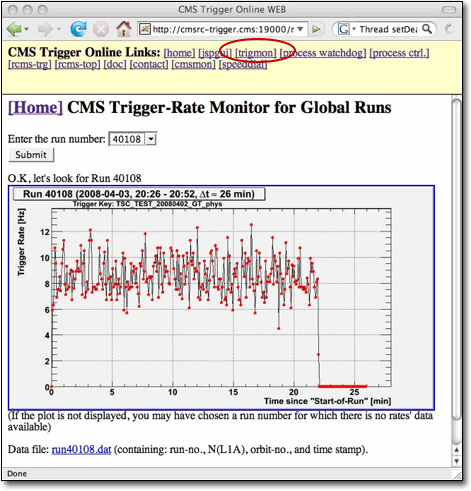 CMS Trigger Online WEB
http://cmsrc-trigger.cms:19000/r
G Thread setDea
CMS Trigger Online Links: [home] [jspgui] [trigmon] [process watchdog] [process ctrl.]
[rcms-trg] [rcms-top] [doc] [contact] [cmsmon] [speeddial]
[Home] CMS Trigger-Rate Monitor for Global Runs
Enter the run number: 40108
Submit
O.K, let's look for Run 40108
Run 40108 (2008-04-03, 20:26 - 20:52, Δt ≈ 26 min)
Trigger Key: TSC_TEST_20080402_GT_phys
Trigger Rate [Hz]
12
10
8
6
4
2
0
0 5 10 15 20 25
Time since "Start-of-Run" [min]
(If the plot is not displayed, you may have chosen a run number for which there is no rates' data
available)
Data file: run40108.dat (containing: run-no., N(L1A), orbit-no., and time stamp).
Done